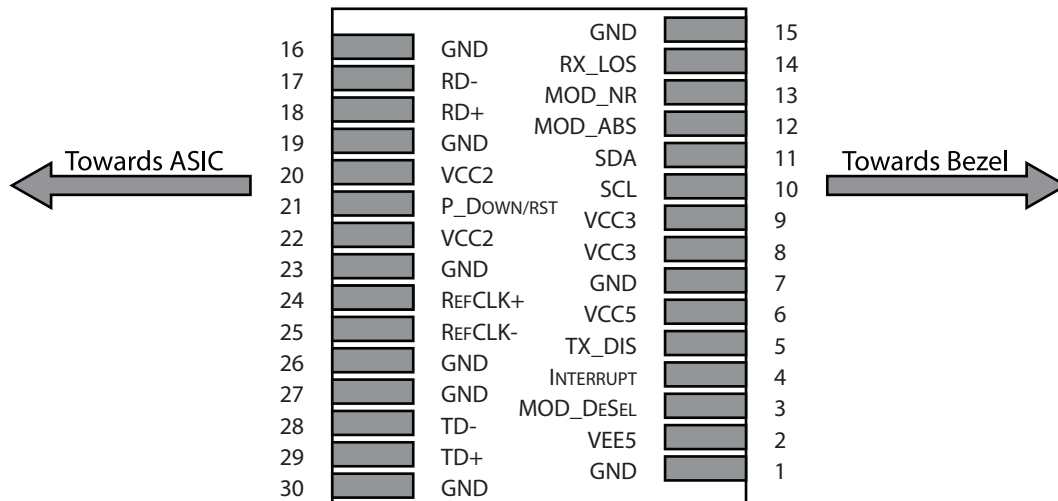 GND 15
16 GND
RX_LOS 14
17 RD-
MOD_NR 13
18 RD+
MOD_ABS 12
19 GND
Towards ASIC
SDA 11
Towards Bezel
20 VCC2
SCL 10
21 P_DOWN/RST
VCC3 9
22 VCC2
VCC3 8
23 GND
GND 7
24 REFCLK+
VCC5 6
25 REFCLK-
TX_DIS 5
26 GND
INTERRUPT 4
27 GND
MOD_DESEL 3
28 TD-
VEE5 2
29 TD+
GND 1
30 GND